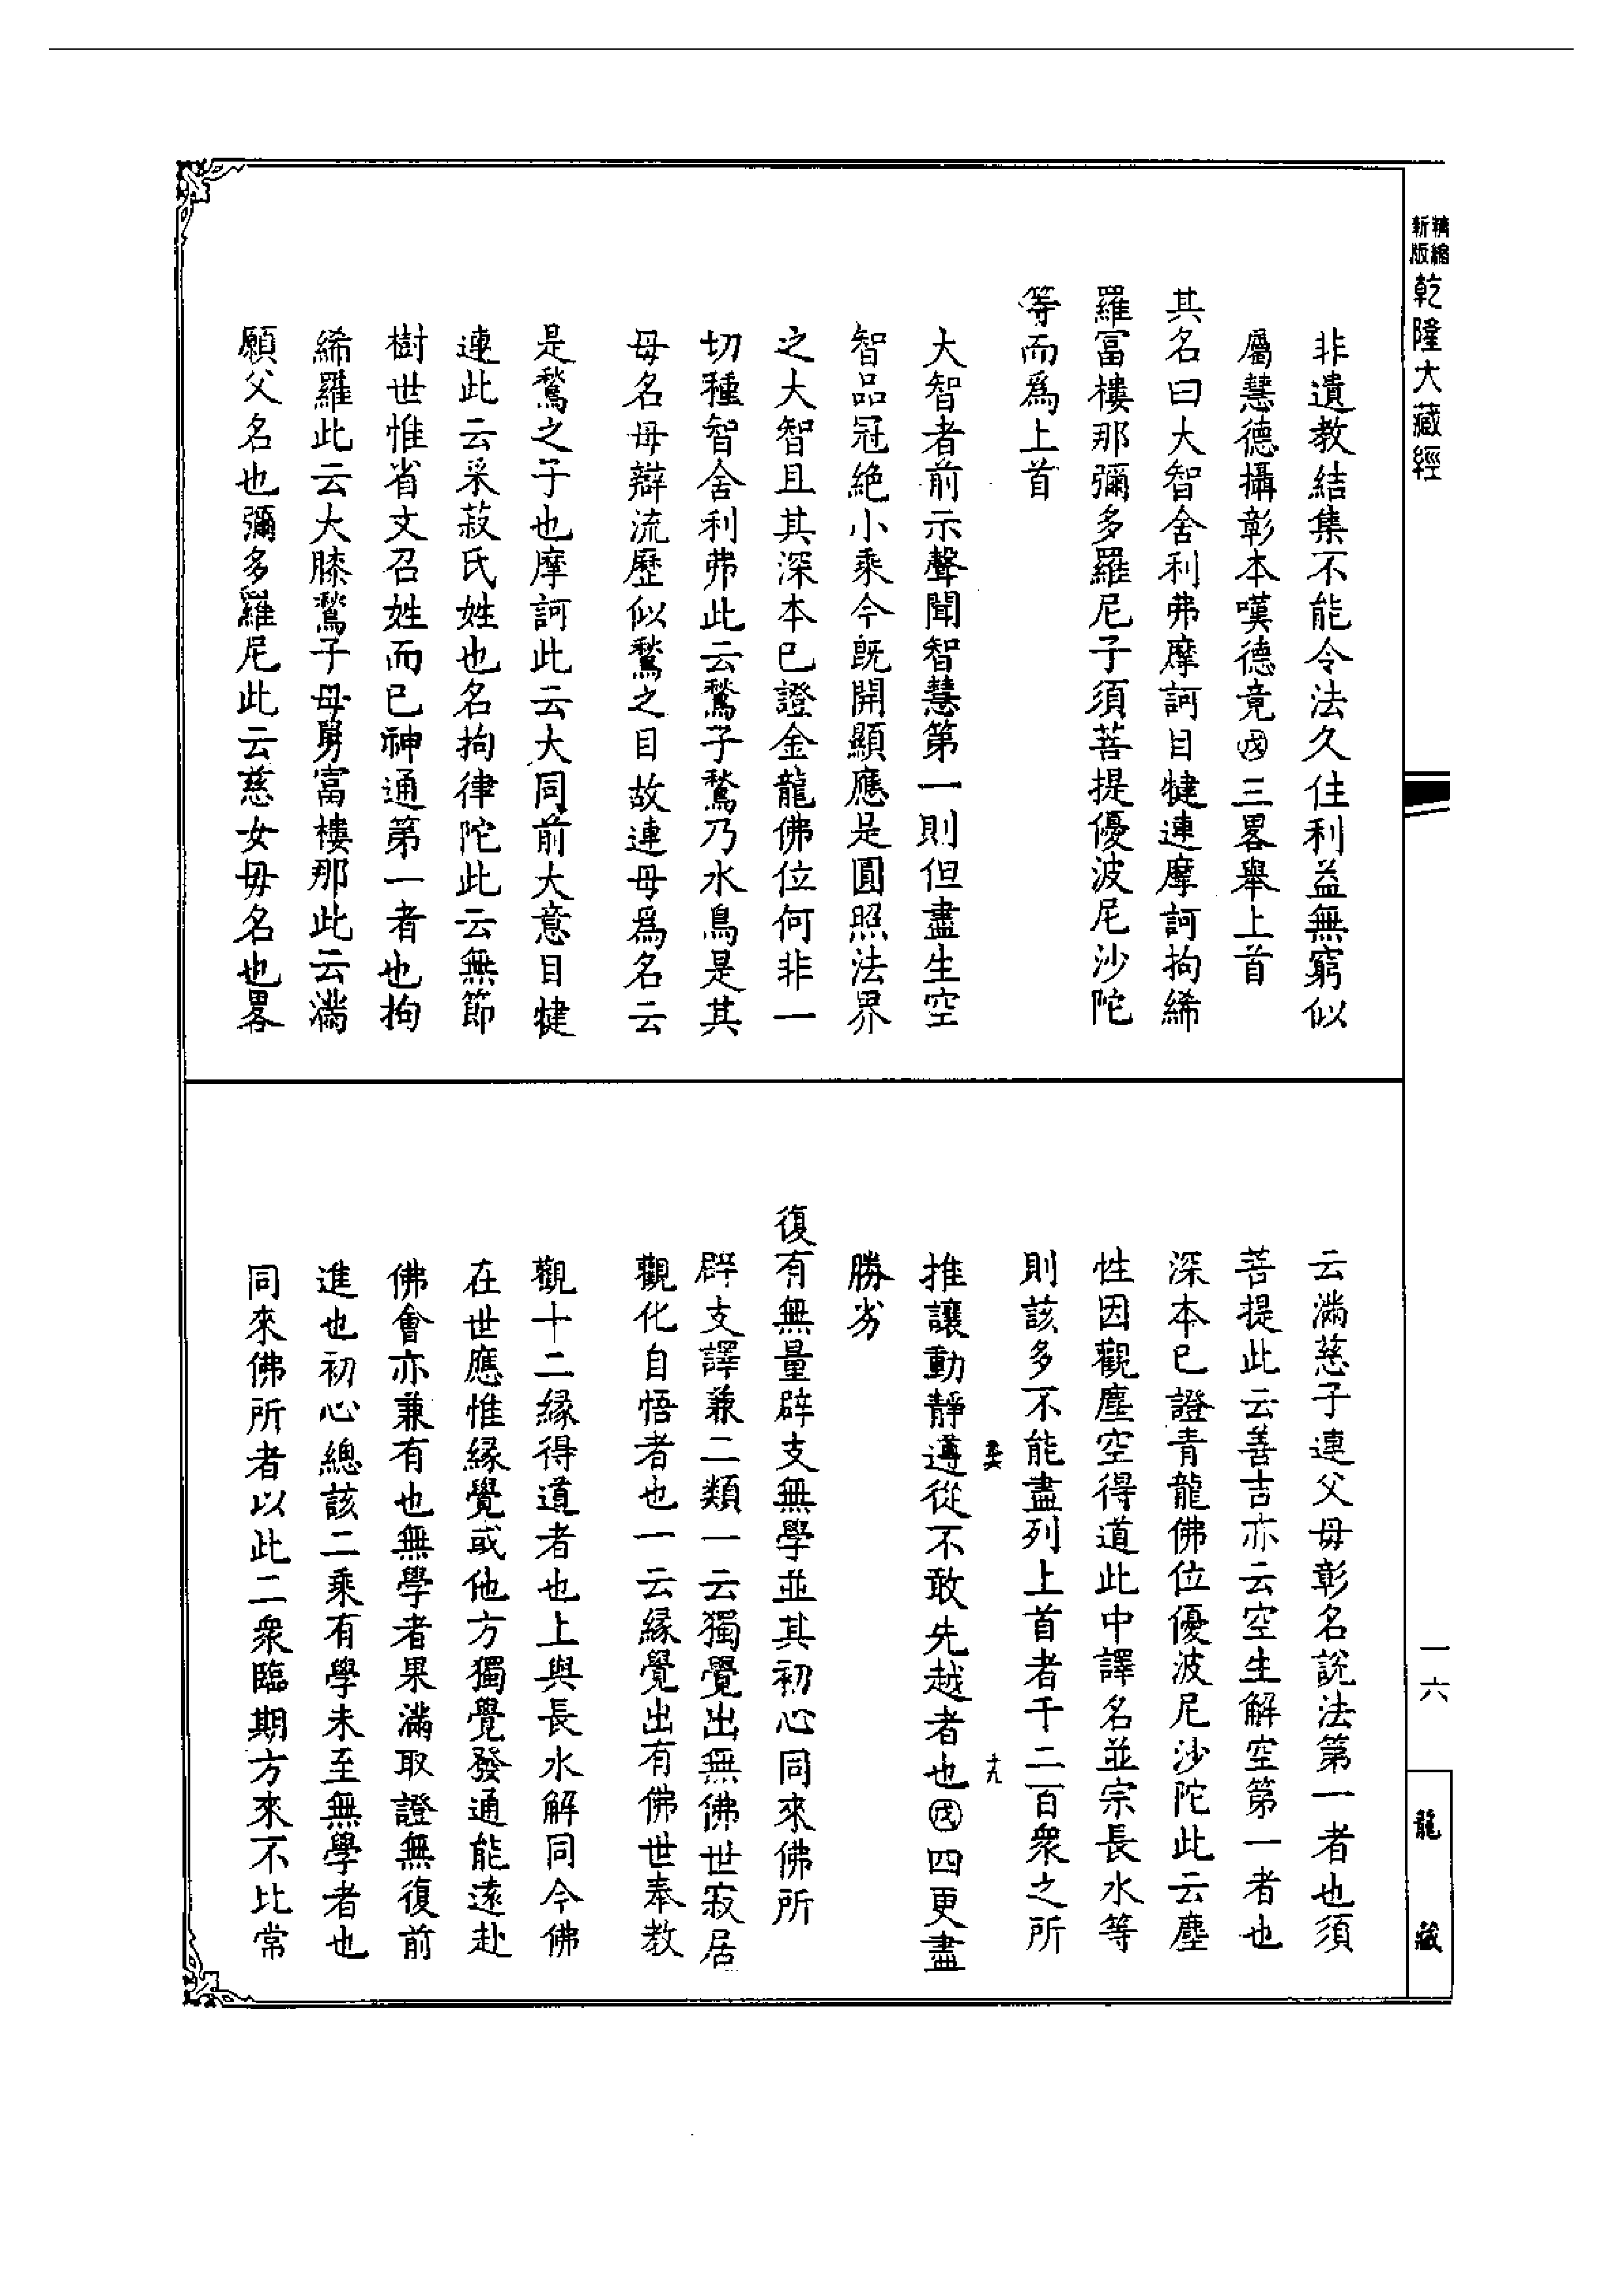 新版精縮
乾隆大藏經
一六
龍藏
非遺教結集不能令法久住利益無窮似
屬慧德攝彰本嘆德竟㊛三畧舉上首
其名曰大智舍利弗摩訶目犍連摩訶拘絺
羅富樓那彌多羅尼子須菩提優波尼沙陀
等而爲上首
大智者前示聲聞智慧第一則但盡生空
智品冠絕小乘今既開顯應是圓照法界
之大智且其深本已證金龍佛位何非一
切種智舍利弗此云鶖子鶖乃水鳥是其
母名母辯流歷似鶖之目故連母爲名云
是鶖之子也摩訶此云大同前大意目犍
連此云采菽氏姓也名拘律陀此云無節
樹世惟省文召姓而已神通第一者也拘
絺羅此云大膝鶖子母舅富樓那此云滿
願父名也彌多羅尼此云慈女母名也畧
云滿慈子連父母彰名說法第一者也須
菩提此云善吉亦云空生解空第一者也
深本已證青龍佛位優波尼沙陀此云塵
性因觀塵空得道此中譯名並宗長水等
則該多不能盡列上首者千二百眾之所
十九
推讓動靜遵從不敢先越者也戌四更盡
勝劣
復有無量辟支無學並其初心同來佛所
辟支譯兼二類一云獨覺出無佛世寂居
觀化自悟者也一云緣覺出有佛世奉教
觀十二緣得道者也上與長水解同今佛
在世應惟緣覺或他方獨覺發通能遠赴
佛會亦兼有也無學者果滿取證無復前
進也初心總該二乘有學未至無學者也
同來佛所者以此二眾臨期方來不比常